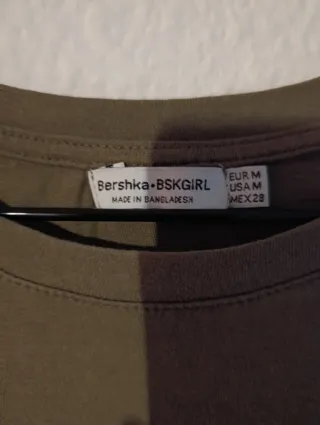 Bershka•BSKGIRL
MADE IN BANGLADESH
EUR M
USA M
MEX 28